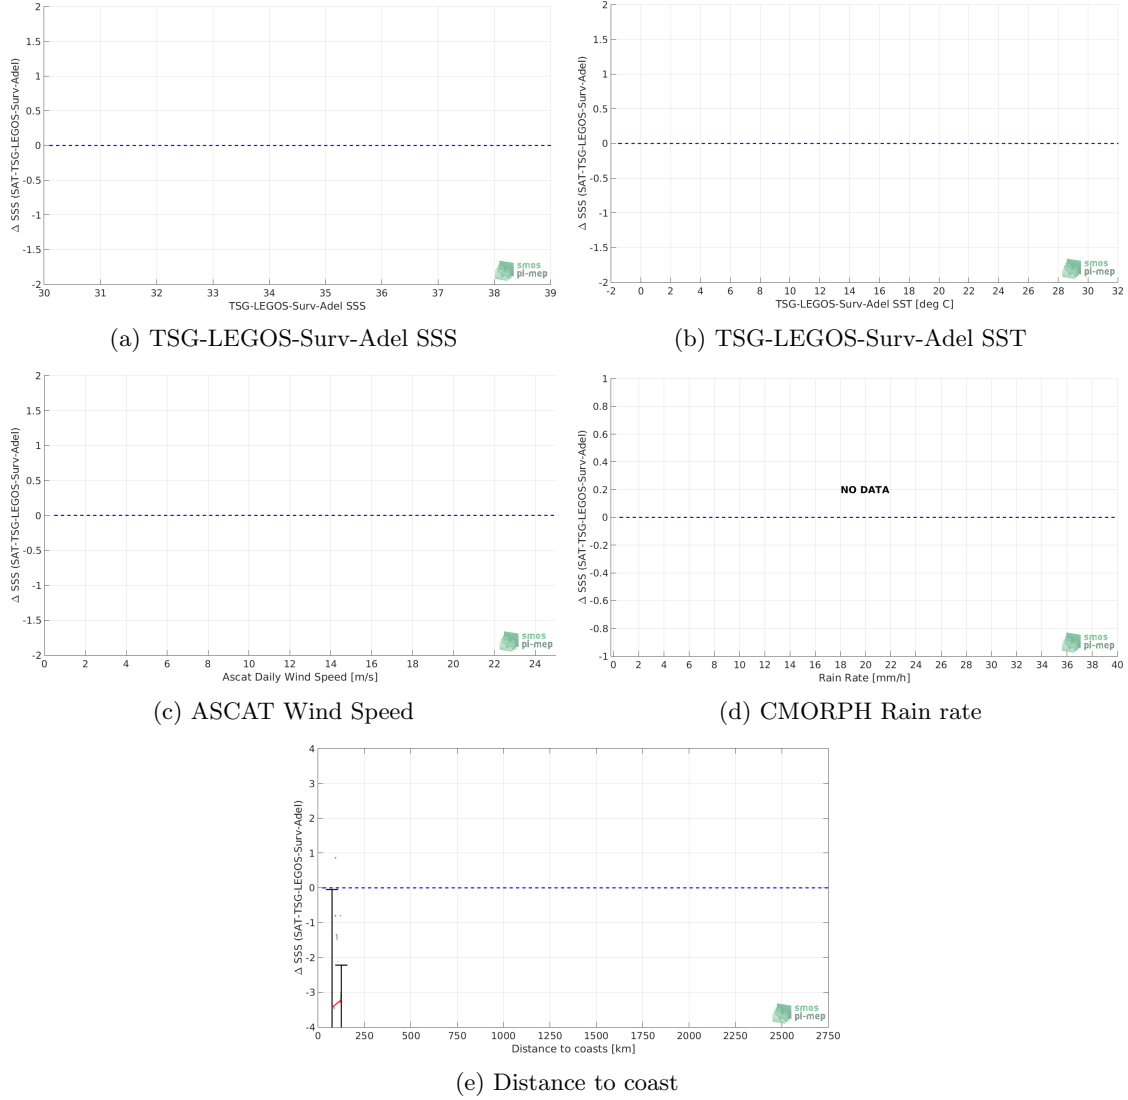 2
1.5
1
0.5
0
-0.5
-1
-1.5
-2
Δ SSS (SAT-TSG-LEGOS-Surv-Adel)
30 31 32 33 34 35 36 37 38 39
TSG-LEGOS-Surv-Adel SSS
smos
pi-mep
(a) TSG-LEGOS-Surv-Adel SSS
2
1.5
1
0.5
0
-0.5
-1
-1.5
-2
Δ SSS (SAT-TSG-LEGOS-Surv-Adel)
-2 0 2 4 6 8 10 12 14 16 18 20 22 24 26 28 30 32
TSG-LEGOS-Surv-Adel SST [deg C]
smos
pi-mep
(b) TSG-LEGOS-Surv-Adel SST
2
1.5
1
0.5
0
-0.5
-1
-1.5
-2
Δ SSS (SAT-TSG-LEGOS-Surv-Adel)
0 2 4 6 8 10 12 14 16 18 20 22 24
Ascat Daily Wind Speed [m/s]
smos
pi-mep
(c) ASCAT Wind Speed
1
0.8
0.6
0.4
0.2
0
-0.2
-0.4
-0.6
-0.8
-1
Δ SSS (SAT-TSG-LEGOS-Surv-Adel)
NO DATA
0 2 4 6 8 10 12 14 16 18 20 22 24 26 28 30 32 34 36 38 40
Rain Rate [mm/h]
smos
pi-mep
(d) CMORPH Rain rate
4
3
2
1
0
-1
-2
-3
-4
Δ SSS (SAT-TSG-LEGOS-Surv-Adel)
0 250 500 750 1000 1250 1500 1750 2000 2250 2500 2750
Distance to coasts [km]
smos
pi-mep
(e) Distance to coast